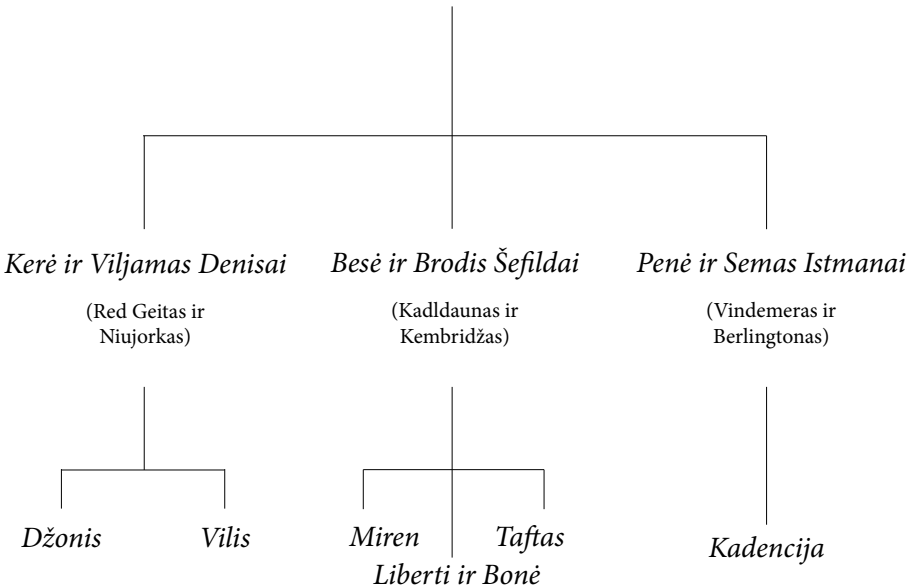 Kerė ir Viljamas Denisai
(Red Geitas ir
Niujorkas)
Besė ir Brodis Šefildai
(Kadldaunas ir
Kembridžas)
Penė ir Semas Istmanai
(Vindemeras ir
Berlingtonas)
Džonis
Vilis
Miren
Taftas
Liberti ir Bonė
Kadencija